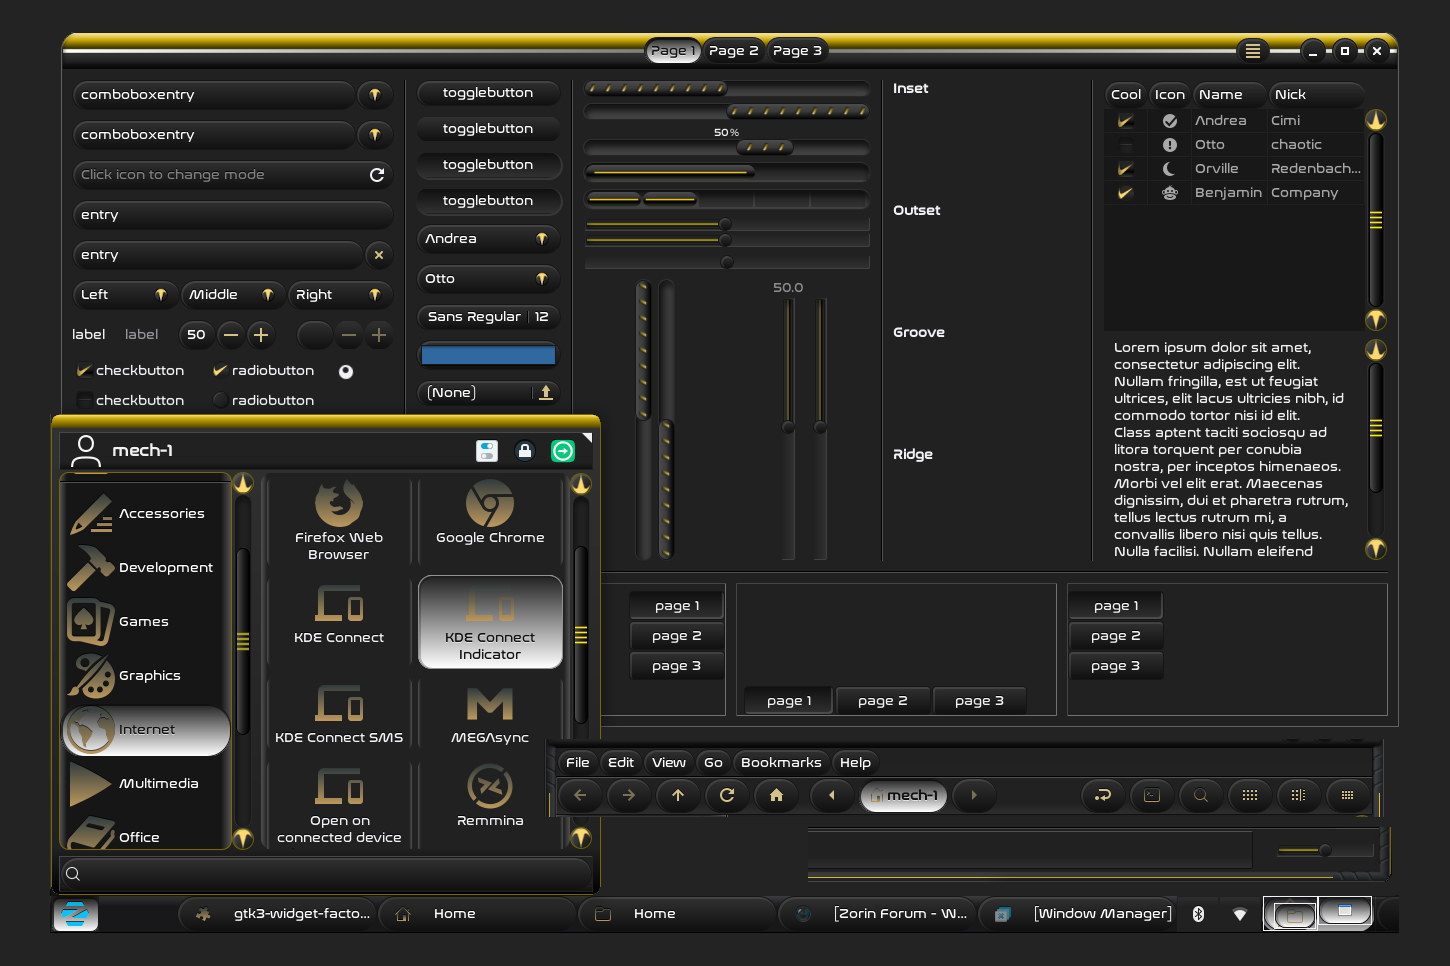 Page 1 Page 2 Page 3
comboboxentry
comboboxentry
Click icon to change mode
entry
entry
Left Middle Right
label label 50
checkbutton radiobutton
checkbutton radiobutton
togglebutton
togglebutton
togglebutton
togglebutton
Andrea
Otto
Sans Regular 12
(None)
50 %
50.0
Inset
Outset
Groove
Ridge
Cool Icon Name Nick
Andrea Cimi
Otto chaotic
Orville Redenbach...
Benjamin Company
Lorem ipsum dolor sit amet,
consectetur adipiscing elit.
Nullam fringilla, est ut feugiat
ultrices, elit lacus ultricies nibh, id
commodo tortor nisi id elit.
Class aptent taciti sociosqu ad
litora torquent per conubia
nostra, per inceptos himenaeos.
Morbi vel elit erat. Maecenas
dignissim, dui et pharetra rutrum,
tellus lectus rutrum mi, a
convallis libero nisi quis tellus.
Nulla facilisi. Nullam eleifend
page 1
page 2
page 3
page 1 page 2 page 3
page 1
page 2
page 3
mech-1
Accessories
Development
Games
Graphics
Internet
Multimedia
Office
Firefox Web
Browser
Google Chrome
KDE Connect
KDE Connect
Indicator
KDE Connect SMS
MEGAsync
Open on
connected device
Remmina
File Edit View Go Bookmarks Help
mech-1
gtk3-widget-facto... Home Home [Zorin Forum - W... [Window Manager]